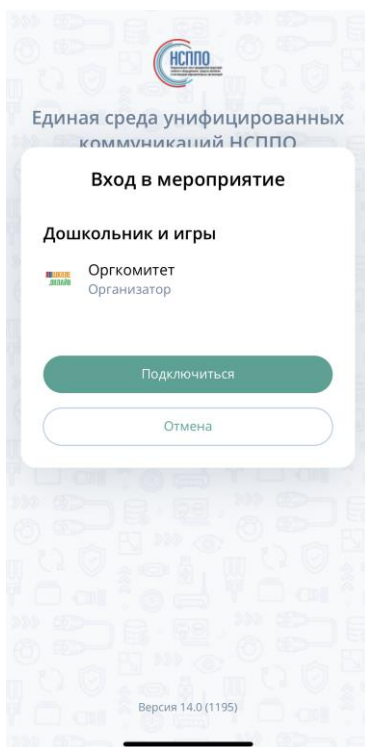 НСППО
Единая среда унифицированных
коммуникаций НСППО
Вход в мероприятие
Дошкольник и игры
Оргкомитет
Организатор
Подключиться
Отмена
Версия 14.0 (1195)